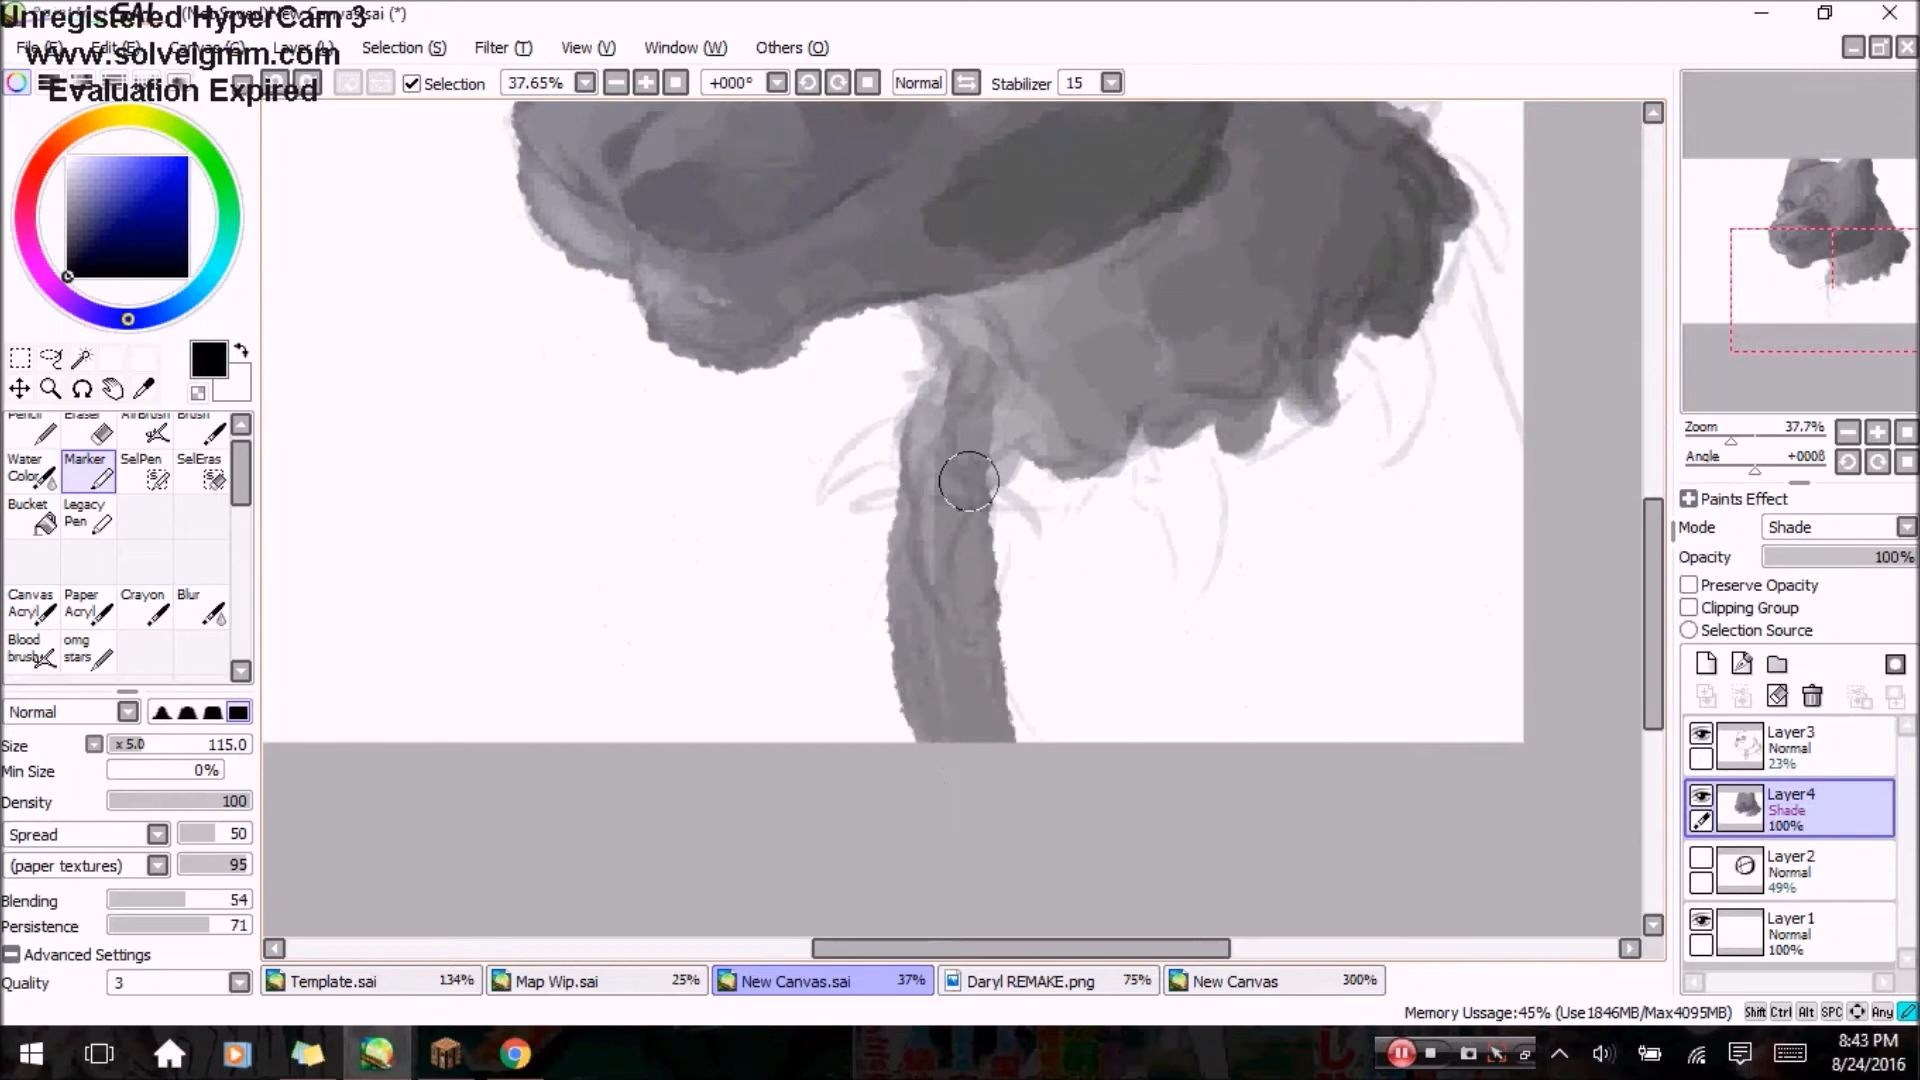 Unregistered HyperCam 3
www.solveigmm.com
Evaluation Expired
New Canvas.sai (*)
Selection (S) Filter (T) View (V) Window (W) Others (O)
Selection 37.65% +000° Normal Stabilizer 15
Pencil Eraser AirBrush Brush
Water Color Marker SelPen SelEras
Bucket Legacy Pen
Canvas Acryl Paper Acryl Crayon Blur
Blood brush omg stars
Normal
Size x 5.0 115.0
Min Size 0%
Density 100
Spread 50
(paper textures) 95
Blending 54
Persistence 71
Advanced Settings
Quality 3
Zoom 37.7%
Angle +000ß
Paints Effect
Mode Shade
Opacity 100%
Preserve Opacity
Clipping Group
Selection Source
Layer3
Normal
23%
Layer4
Shade
100%
Layer2
Normal
49%
Layer1
Normal
100%
Template.sai 134% Map Wip.sai 25% New Canvas.sai 37% Daryl REMAKE.png 75% New Canvas 300%
Memory Ussage:45% (Use1846MB/Max4095MB) Shift Ctrl Alt SPC Any
8:43 PM
8/24/2016